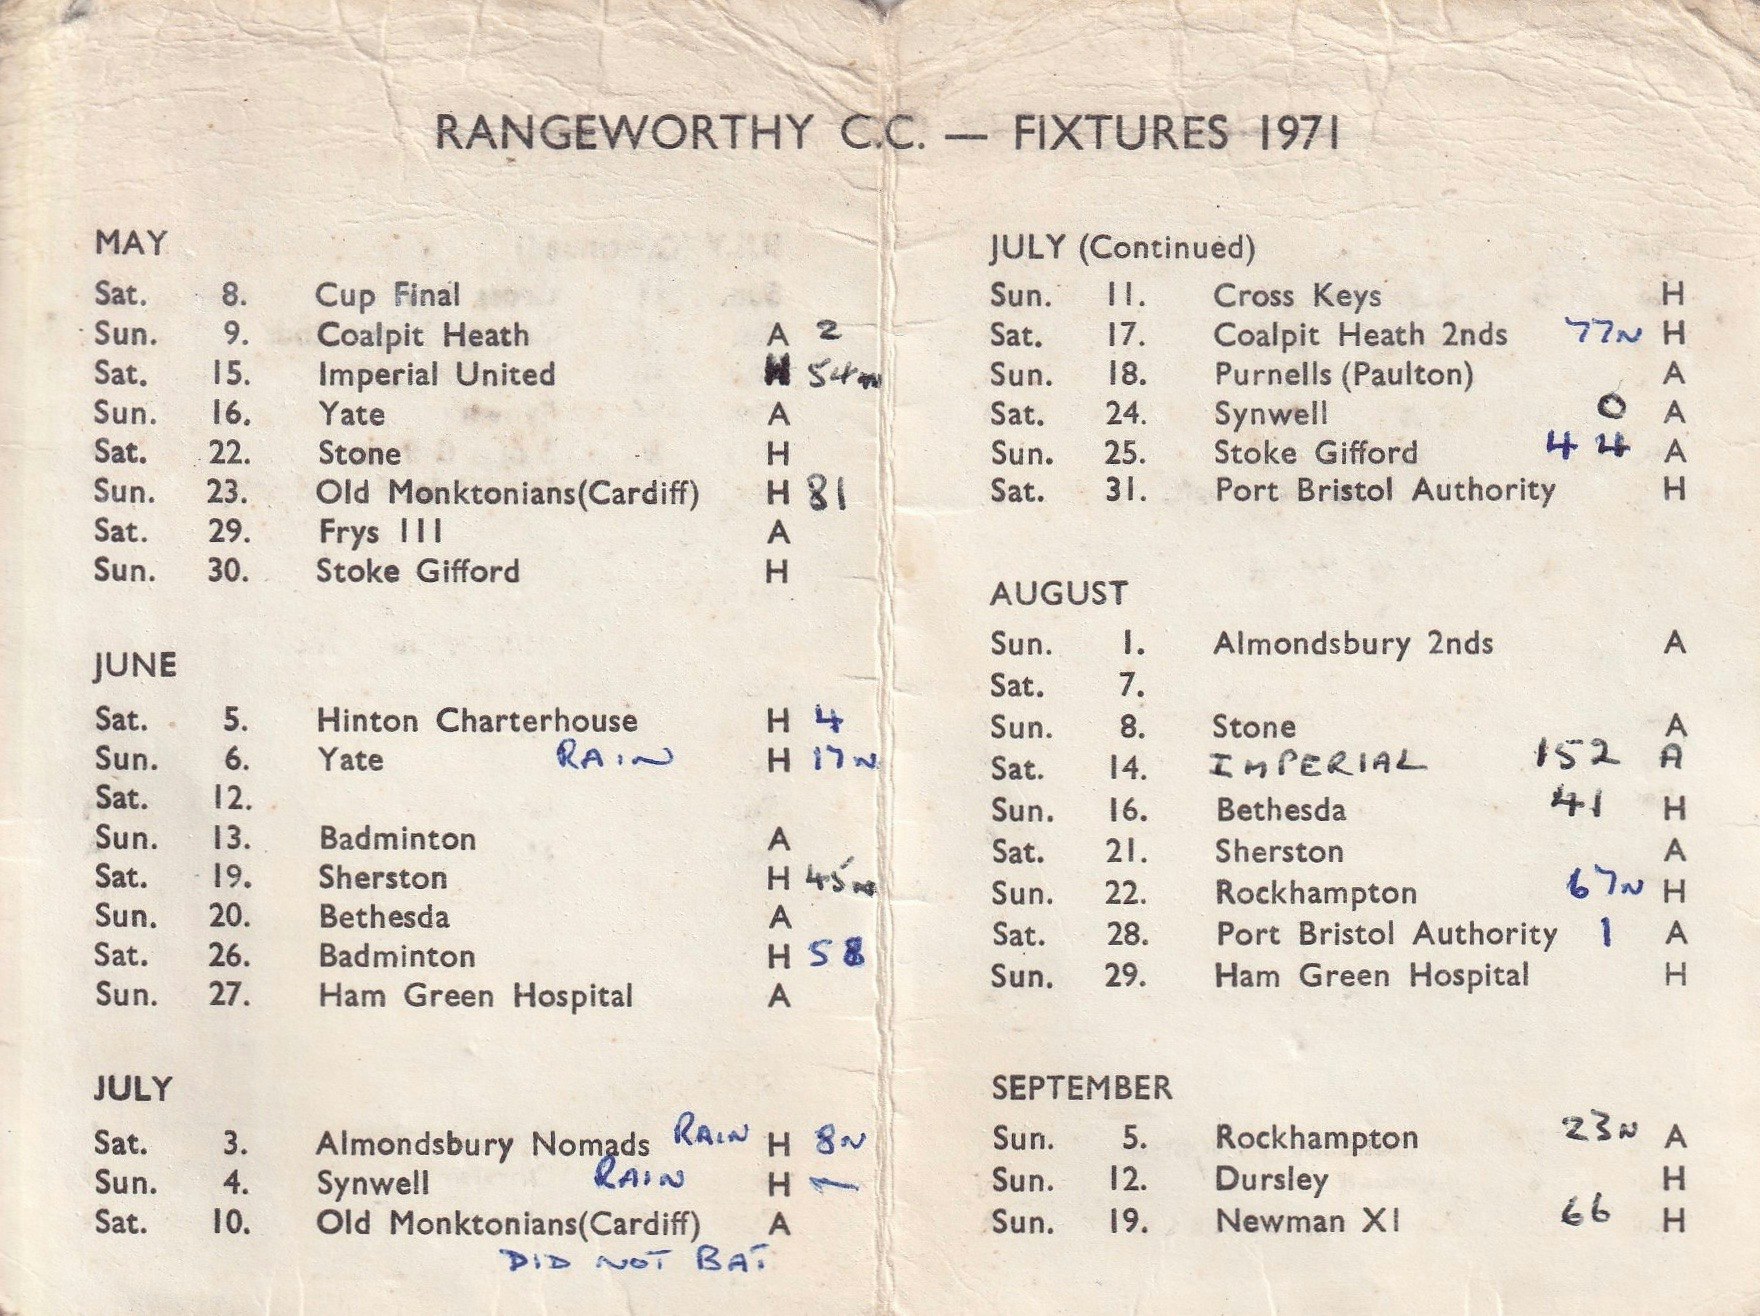 RANGEWORTHY C.C. — FIXTURES 1971
MAY
Sat. 8. Cup Final
Sun. 9. Coalpit Heath A 2
Sat. 15. Imperial United H 54N
Sun. 16. Yate A
Sat. 22. Stone H
Sun. 23. Old Monktonians(Cardiff) H 81
Sat. 29. Frys III A
Sun. 30. Stoke Gifford H
JUNE
Sat. 5. Hinton Charterhouse H 4
Sun. 6. Yate RAIN H 17N
Sat. 12.
Sun. 13. Badminton A
Sat. 19. Sherston H 45N
Sun. 20. Bethesda A
Sat. 26. Badminton H 58
Sun. 27. Ham Green Hospital A
JULY
Sat. 3. Almondsbury Nomads RAIN H 8N
Sun. 4. Synwell RAIN H —
Sat. 10. Old Monktonians(Cardiff) A
DID NOT BAT
JULY (Continued)
Sun. 11. Cross Keys H
Sat. 17. Coalpit Heath 2nds 77N H
Sun. 18. Purnells (Paulton) A
Sat. 24. Synwell 0 A
Sun. 25. Stoke Gifford 44 A
Sat. 31. Port Bristol Authority H
AUGUST
Sun. 1. Almondsbury 2nds A
Sat. 7.
Sun. 8. Stone A
Sat. 14. IMPERIAL 152 A
Sun. 16. Bethesda 41 H
Sat. 21. Sherston A
Sun. 22. Rockhampton 67N H
Sat. 28. Port Bristol Authority 1 A
Sun. 29. Ham Green Hospital H
SEPTEMBER
Sun. 5. Rockhampton 23N A
Sun. 12. Dursley H
Sun. 19. Newman XI 66 H